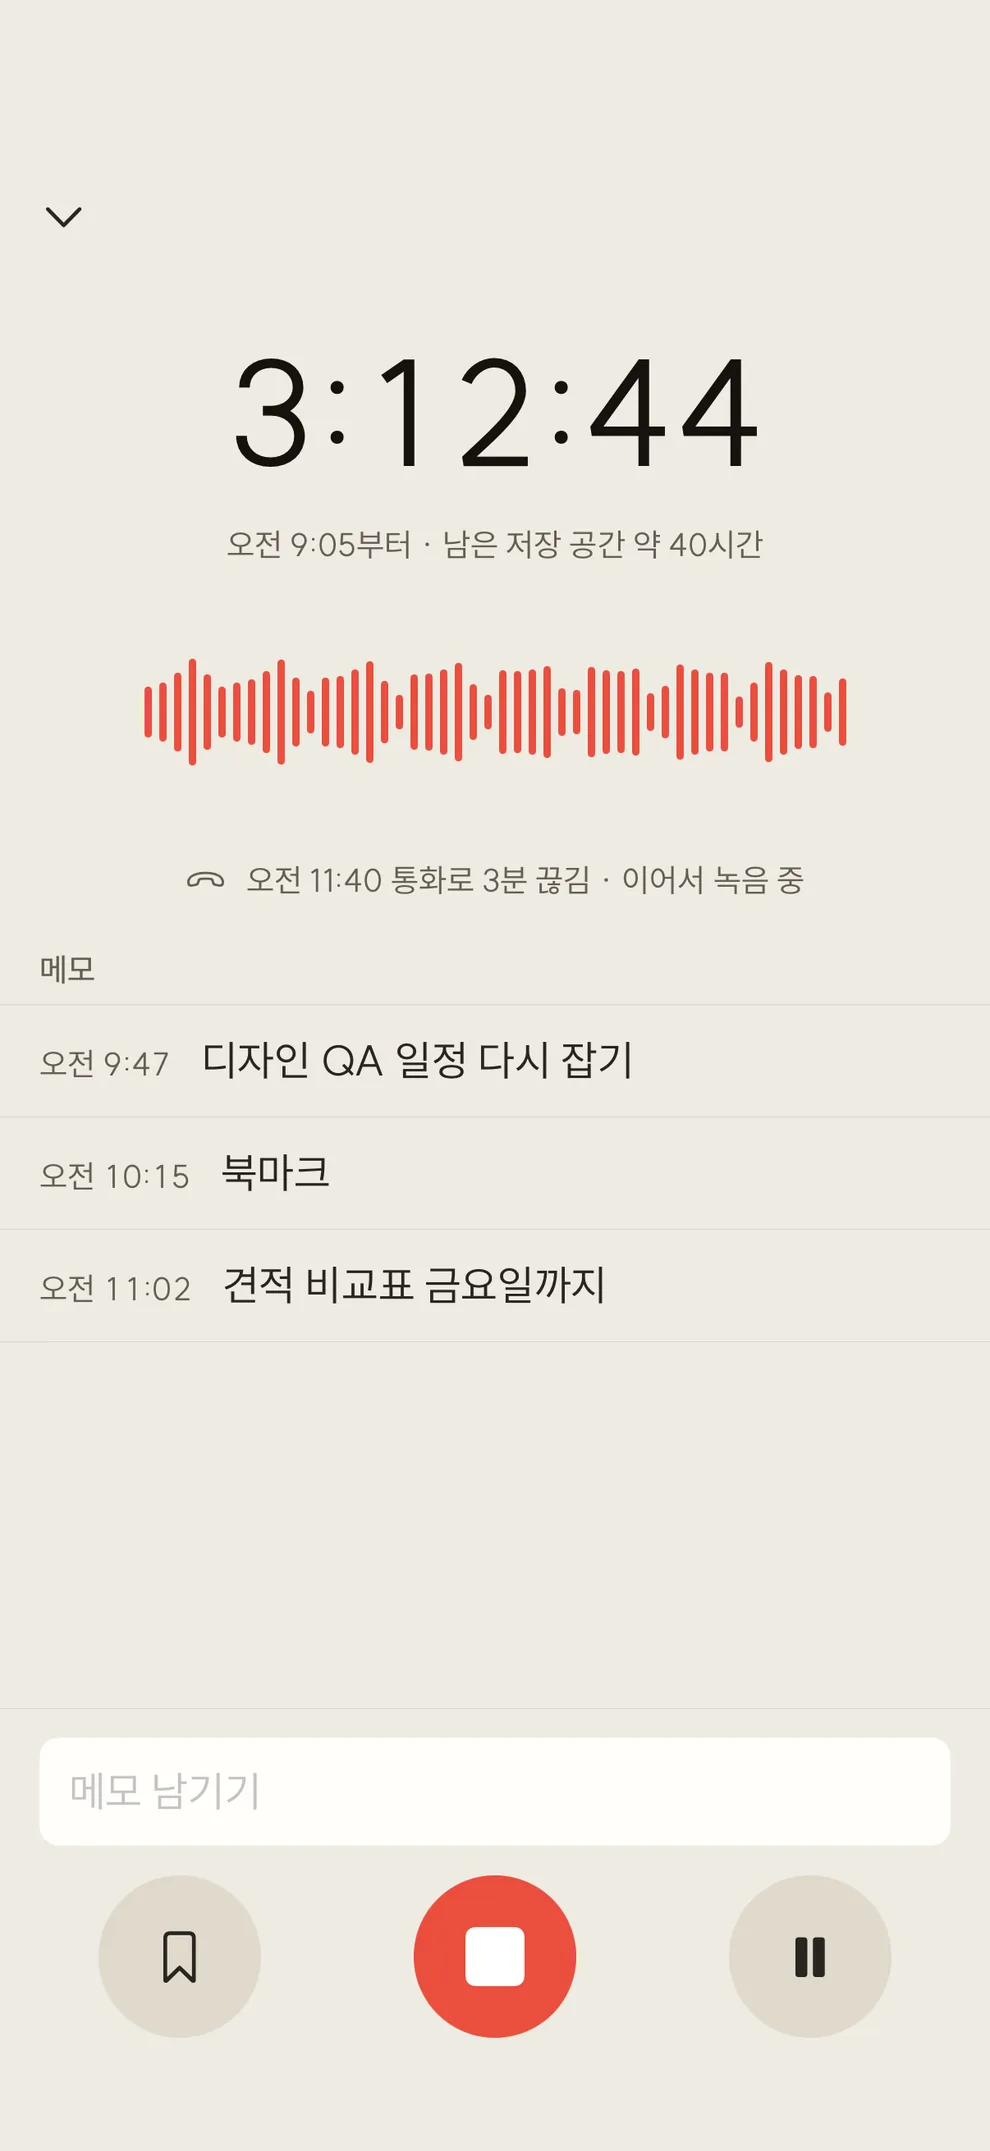 3:12:44
오전 9:05부터 · 남은 저장 공간 약 40시간
오전 11:40 통화로 3분 끊김 · 이어서 녹음 중
메모
오전 9:47 디자인 QA 일정 다시 잡기
오전 10:15 북마크
오전 11:02 견적 비교표 금요일까지
메모 남기기